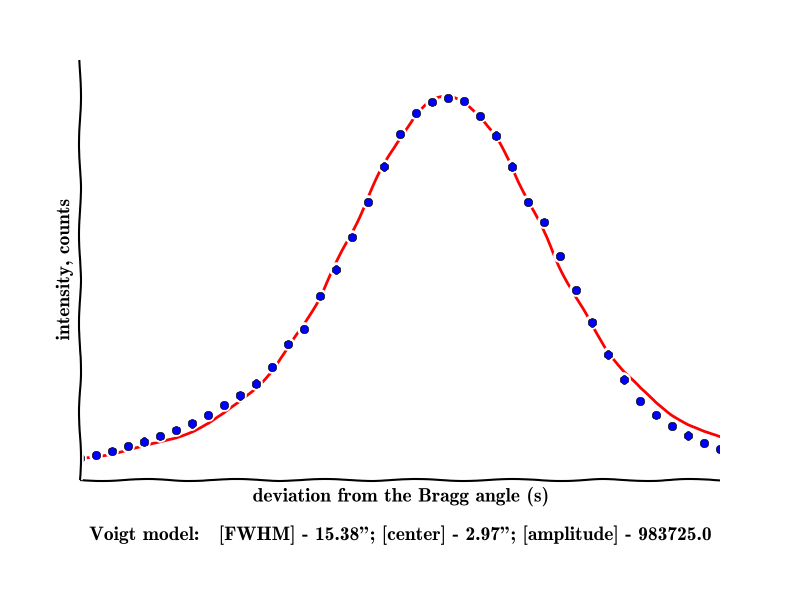 intensity, counts
deviation from the Bragg angle (s)
Voigt model: [FWHM] - 15.38”; [center] - 2.97”; [amplitude] - 983725.0